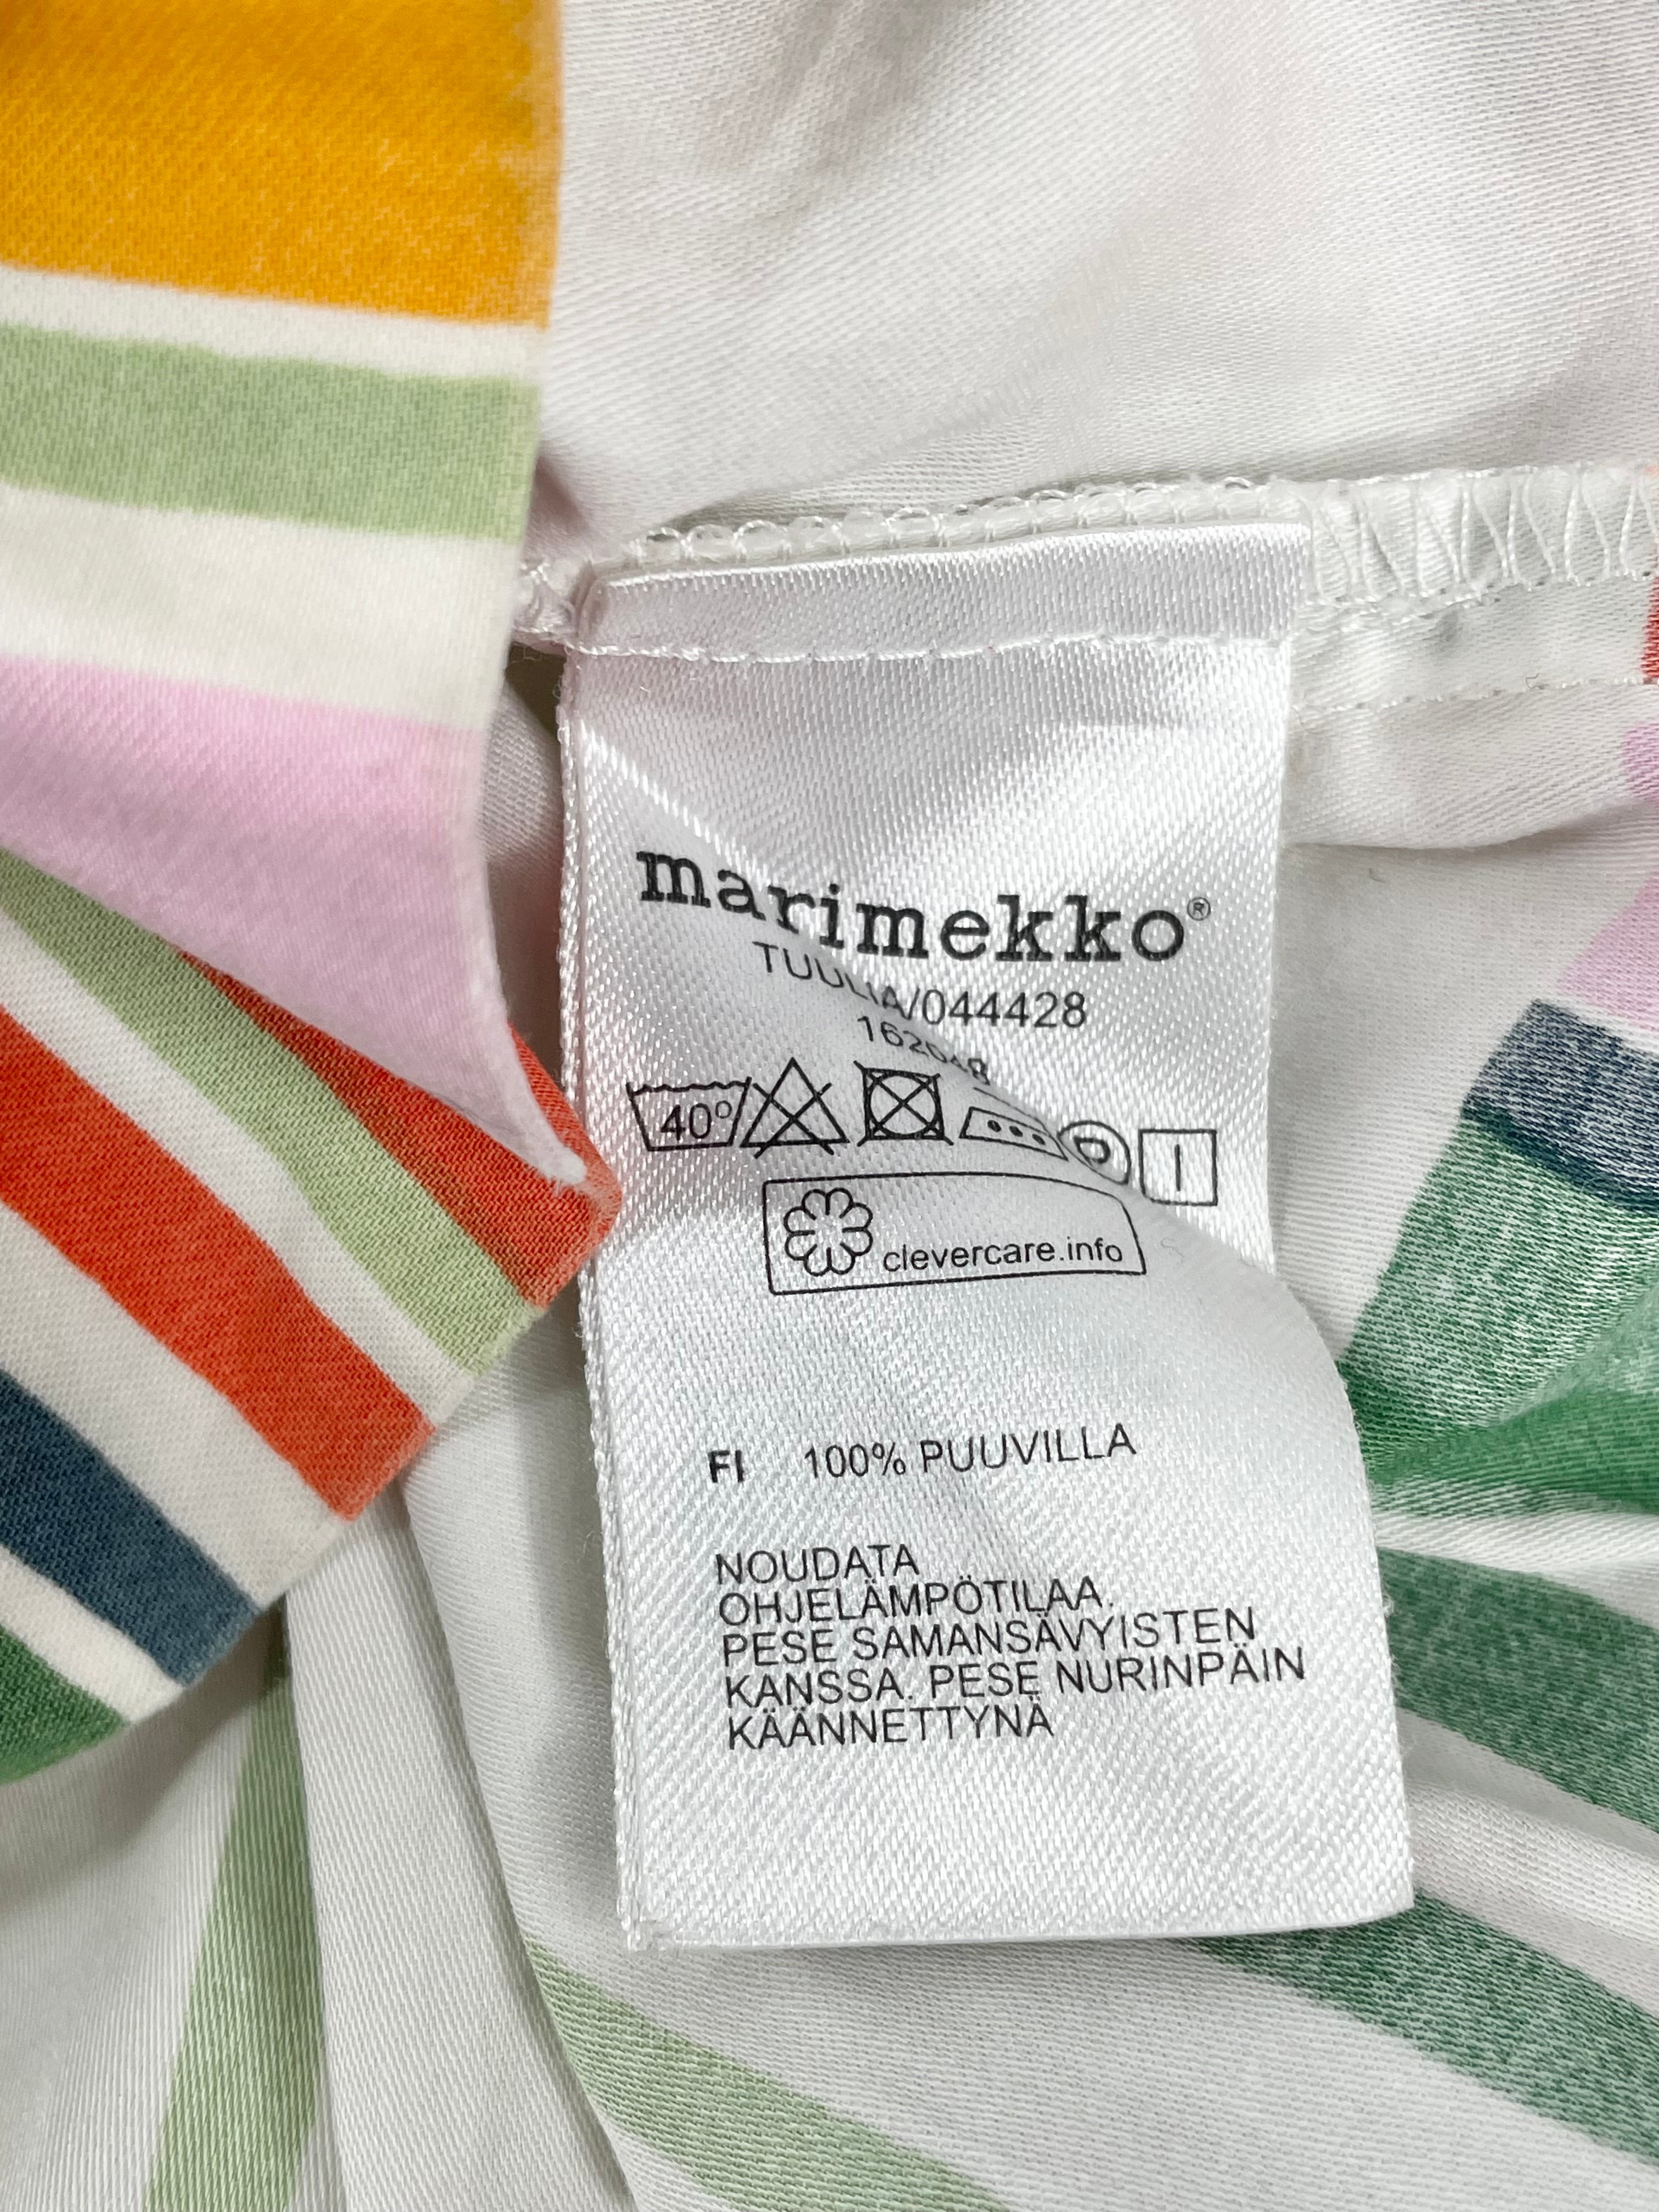 marimekko®
TUULIA/044428
40°
clevercare.info
FI 100% PUUVILLA
NOUDATA
OHJELÄMPÖTILAA.
PESE SAMANSÄVYISTEN
KANSSA. PESE NURINPÄIN
KÄÄNNETTYNÄ